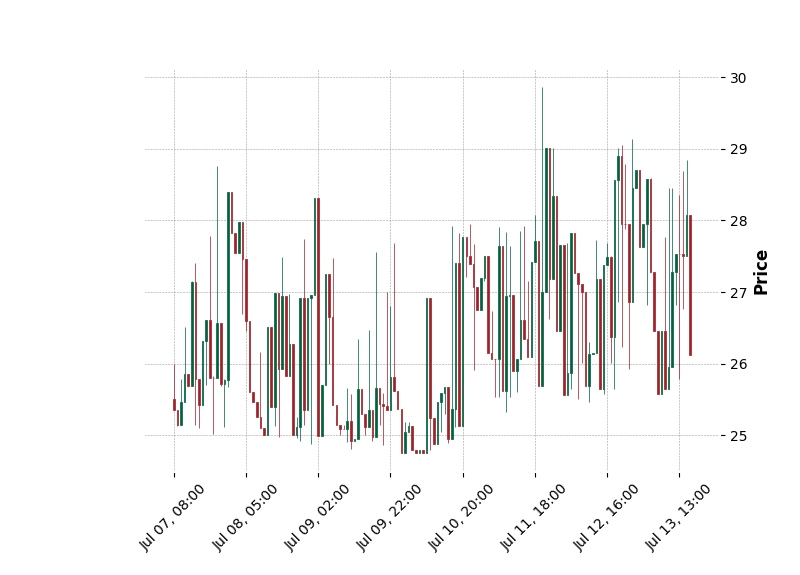 30
29
28
27
26
25
Price
Jul 07, 08:00
Jul 08, 05:00
Jul 09, 02:00
Jul 09, 22:00
Jul 10, 20:00
Jul 11, 18:00
Jul 12, 16:00
Jul 13, 13:00